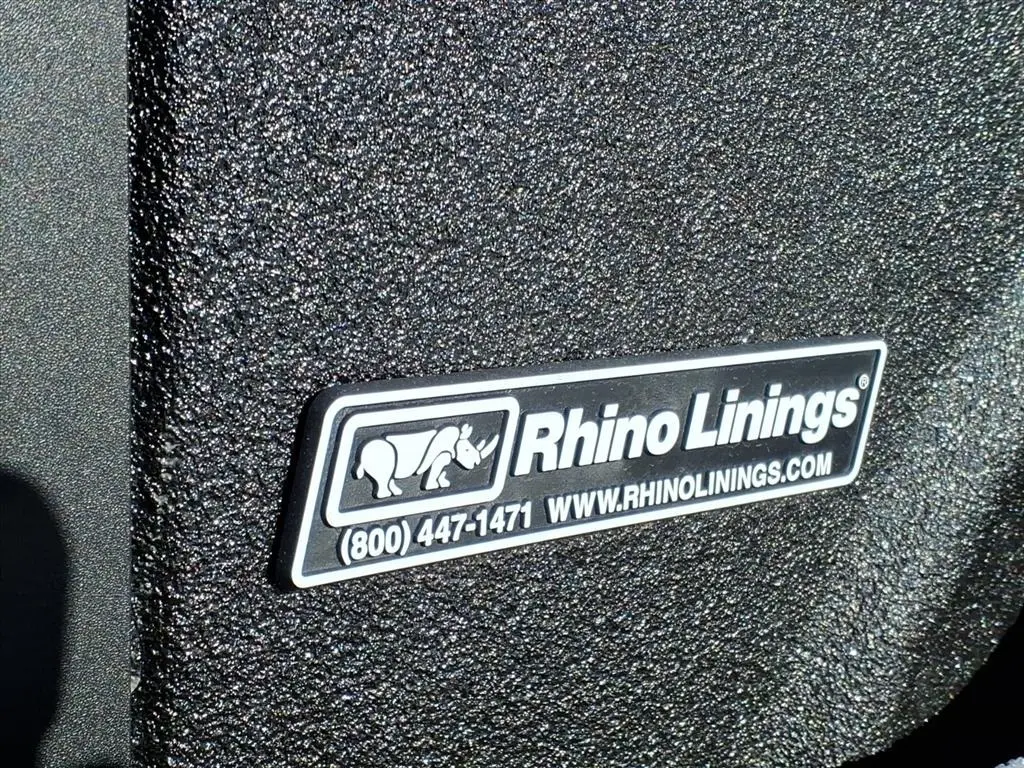 Rhino Linings®
(800) 447-1471 WWW.RHINOLININGS.COM